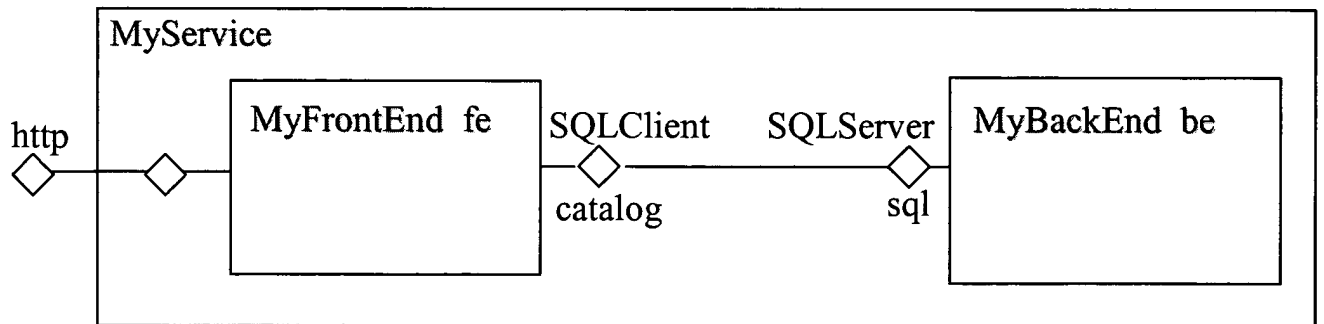 MyService
http
MyFrontEnd fe
SQLClient
catalog
SQLServer
sql
MyBackEnd be